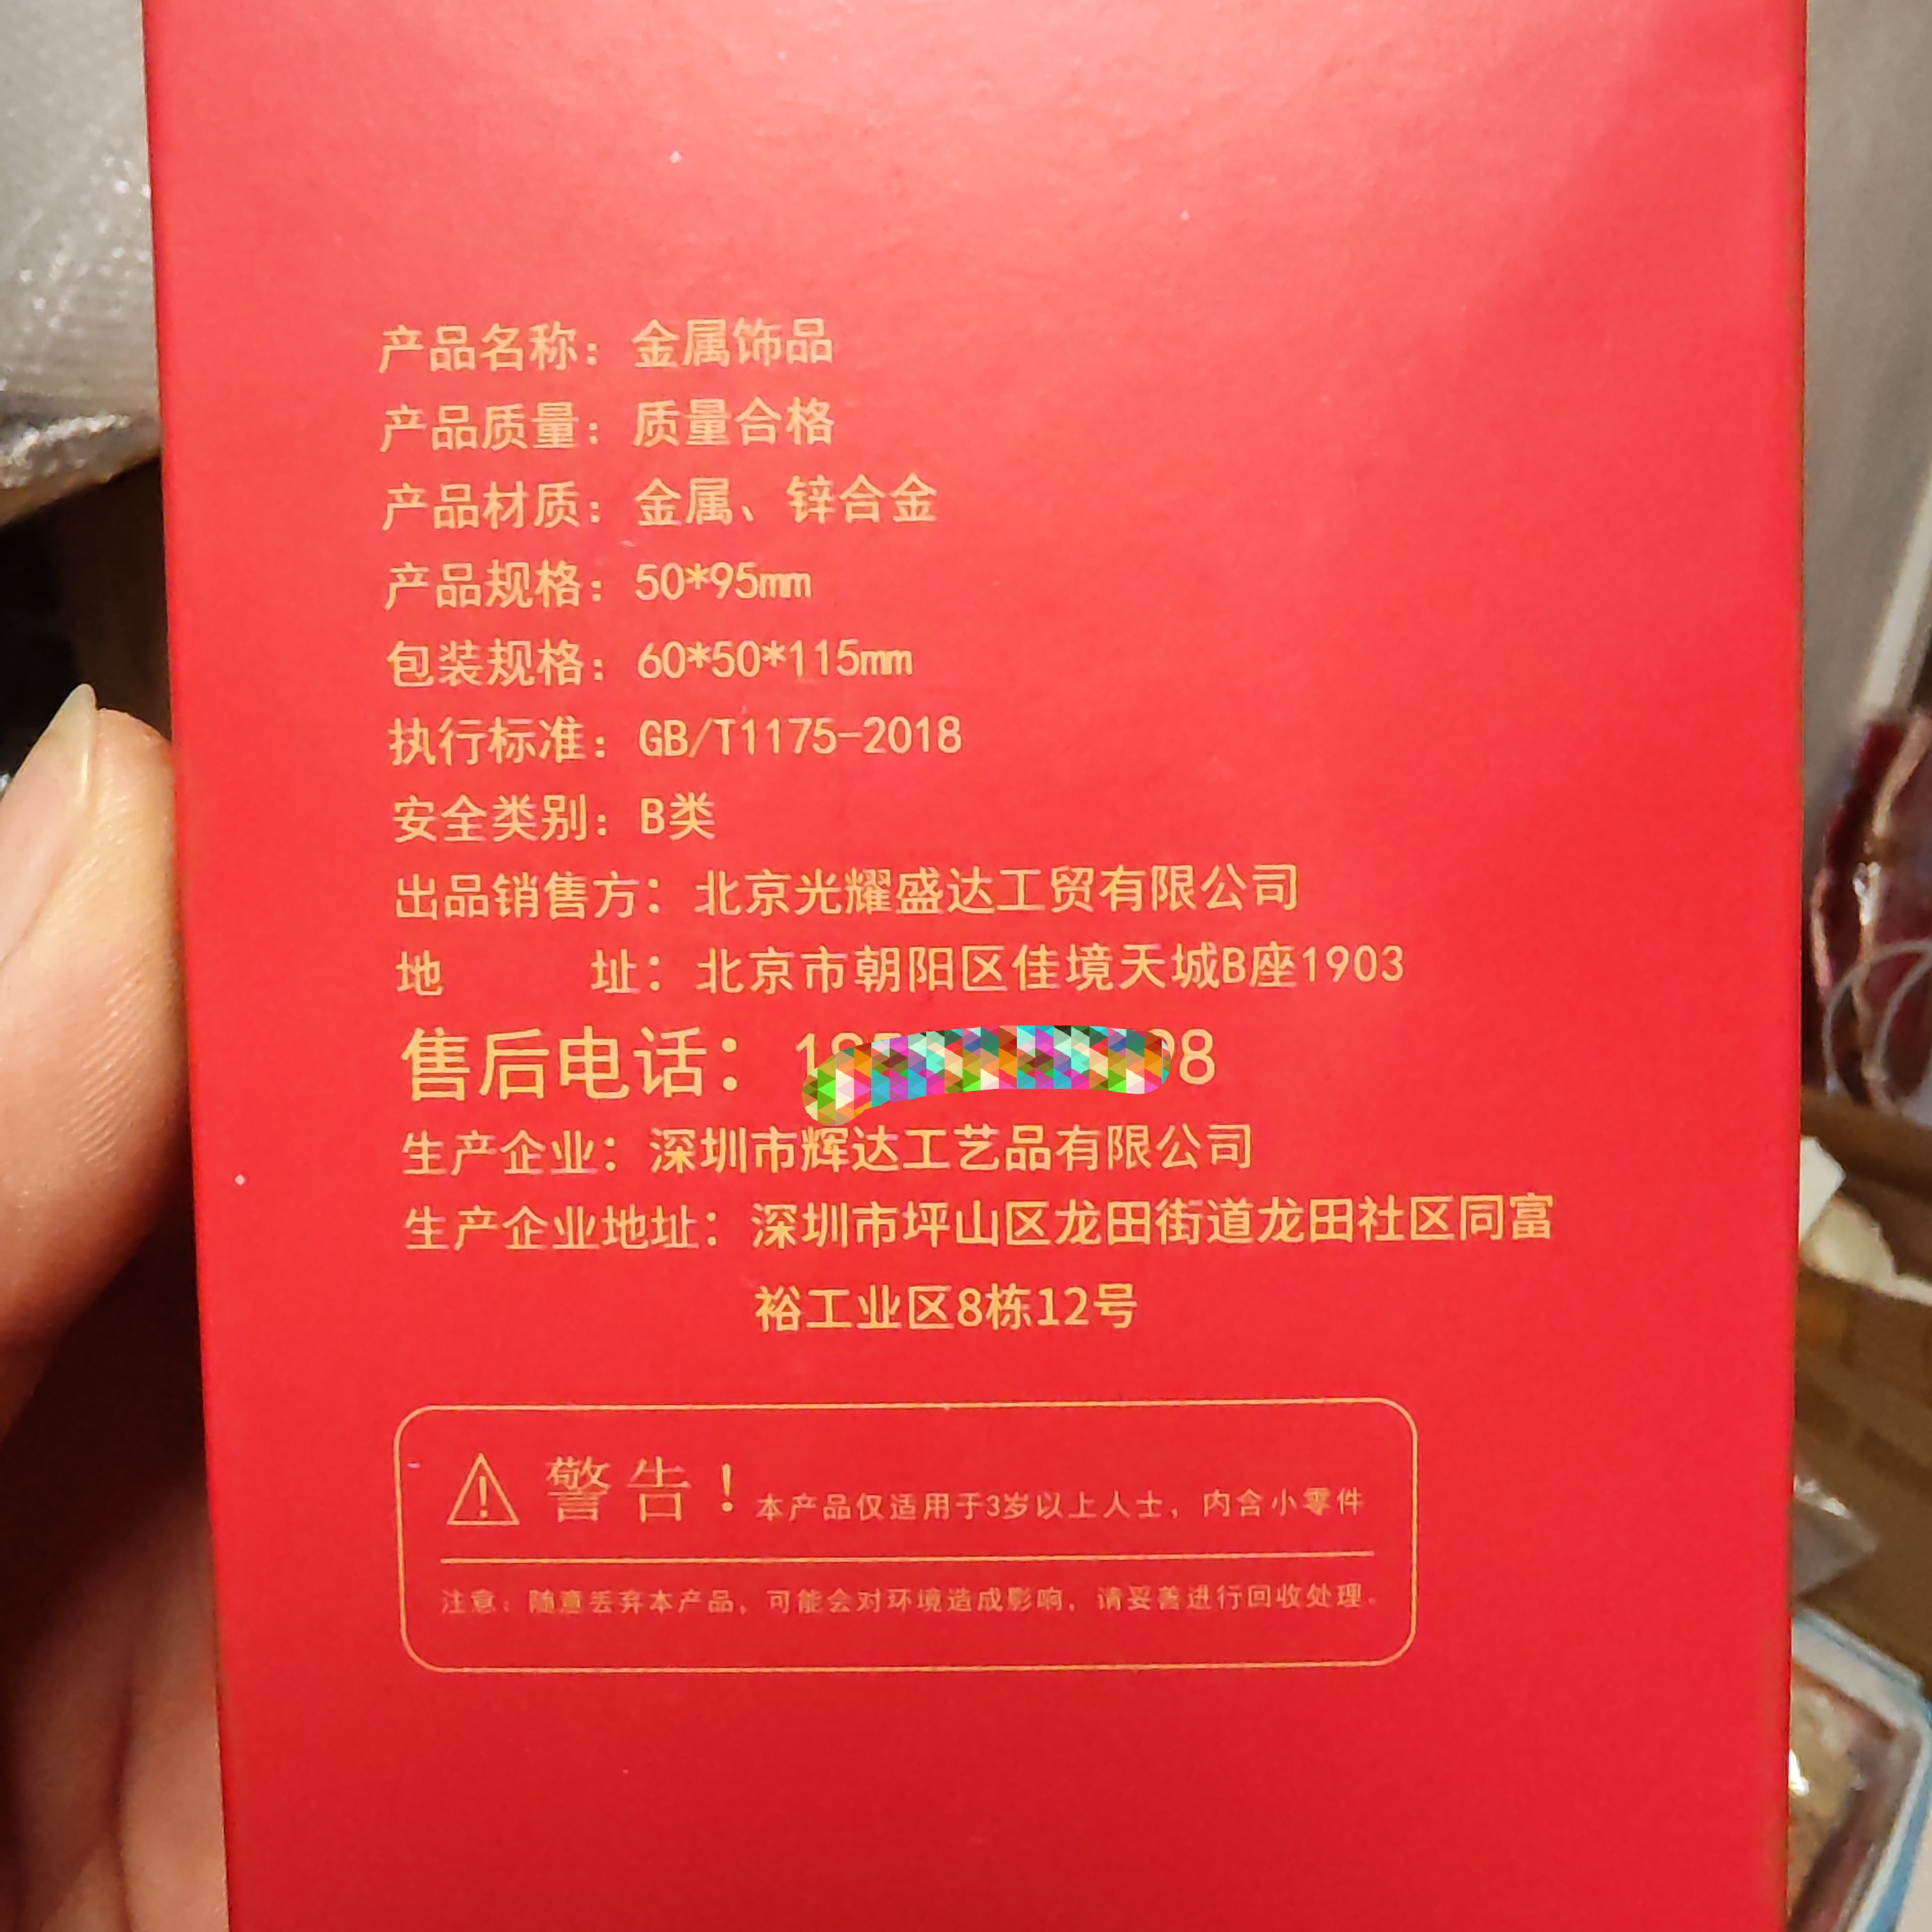 产品名称：金属饰品
产品质量：质量合格
产品材质：金属、锌合金
产品规格：50*95mm
包装规格：60*50*115mm
执行标准：GB/T1175-2018
安全类别：B类
出品销售方：北京光耀盛达工贸有限公司
地 址：北京市朝阳区佳境天城B座1903
售后电话：
生产企业：深圳市辉达工艺品有限公司
生产企业地址：深圳市坪山区龙田街道龙田社区同富
裕工业区8栋12号
警告！本产品仅适用于3岁以上人士，内含小零件
注意：随意丢弃本产品，可能会对环境造成影响，请妥善进行回收处理。